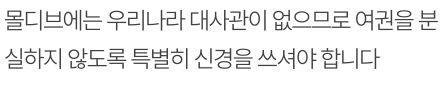 몰디브에는 우리나라 대사관이 없으므로 여권을 분
실하지 않도록 특별히 신경을 쓰셔야 합니다